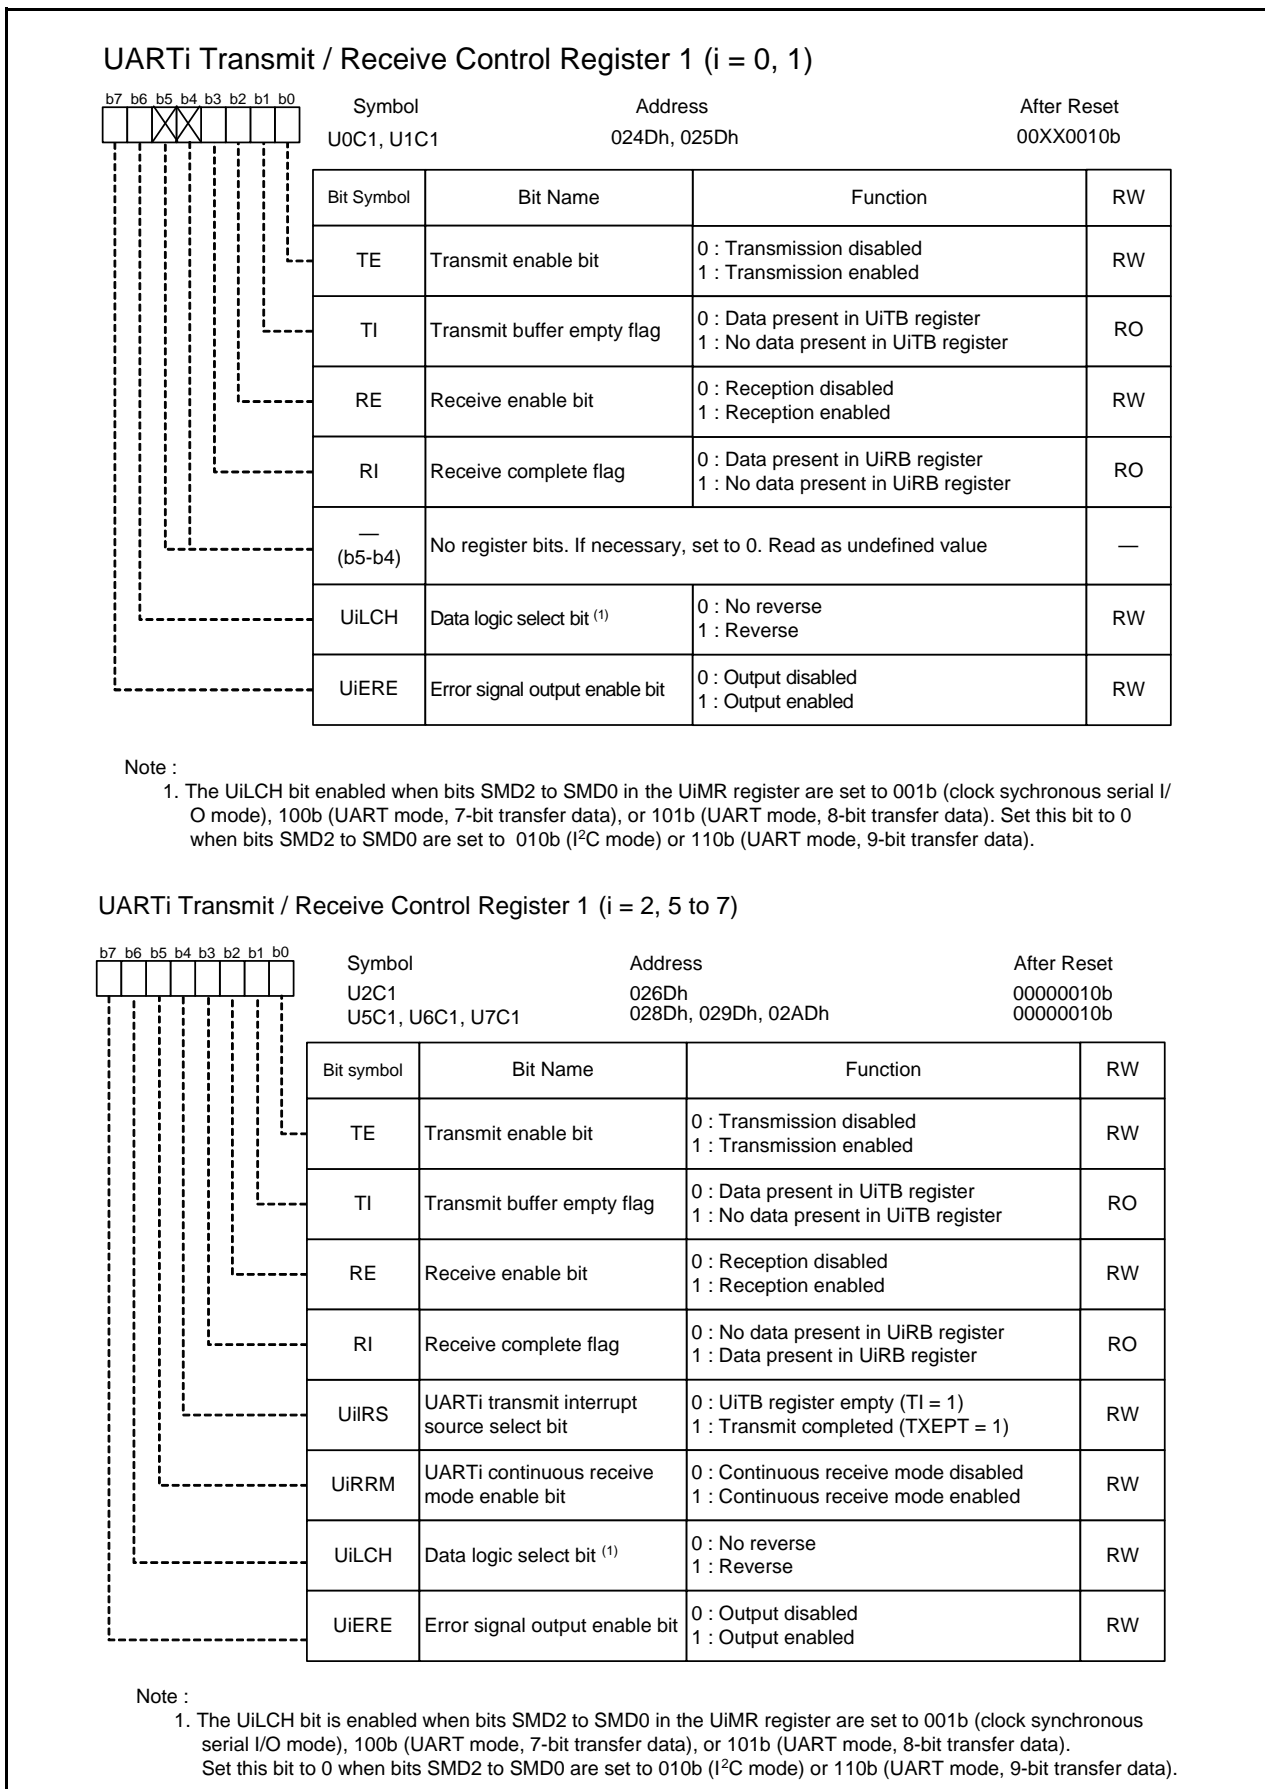 UARTi Transmit / Receive Control Register 1 (i = 0, 1)
b7 b6 b5 b4 b3 b2 b1 b0
Symbol Address After Reset
U0C1, U1C1 024Dh, 025Dh 00XX0010b
Bit Symbol Bit Name Function RW
TE Transmit enable bit 0 : Transmission disabled
1 : Transmission enabled RW
TI Transmit buffer empty flag 0 : Data present in UiTB register
1 : No data present in UiTB register RO
RE Receive enable bit 0 : Reception disabled
1 : Reception enabled RW
RI Receive complete flag 0 : Data present in UiRB register
1 : No data present in UiRB register RO
—
(b5-b4) No register bits. If necessary, set to 0. Read as undefined value —
UiLCH Data logic select bit (1) 0 : No reverse
1 : Reverse RW
UiERE Error signal output enable bit 0 : Output disabled
1 : Output enabled RW
Note :
1. The UiLCH bit enabled when bits SMD2 to SMD0 in the UiMR register are set to 001b (clock sychronous serial I/
O mode), 100b (UART mode, 7-bit transfer data), or 101b (UART mode, 8-bit transfer data). Set this bit to 0
when bits SMD2 to SMD0 are set to 010b (I2C mode) or 110b (UART mode, 9-bit transfer data).
UARTi Transmit / Receive Control Register 1 (i = 2, 5 to 7)
b7 b6 b5 b4 b3 b2 b1 b0
Symbol Address After Reset
U2C1 026Dh 00000010b
U5C1, U6C1, U7C1 028Dh, 029Dh, 02ADh 00000010b
Bit symbol Bit Name Function RW
TE Transmit enable bit 0 : Transmission disabled
1 : Transmission enabled RW
TI Transmit buffer empty flag 0 : Data present in UiTB register
1 : No data present in UiTB register RO
RE Receive enable bit 0 : Reception disabled
1 : Reception enabled RW
RI Receive complete flag 0 : No data present in UiRB register
1 : Data present in UiRB register RO
UiIRS UARTi transmit interrupt
source select bit 0 : UiTB register empty (TI = 1)
1 : Transmit completed (TXEPT = 1) RW
UiRRM UARTi continuous receive
mode enable bit 0 : Continuous receive mode disabled
1 : Continuous receive mode enabled RW
UiLCH Data logic select bit (1) 0 : No reverse
1 : Reverse RW
UiERE Error signal output enable bit 0 : Output disabled
1 : Output enabled RW
Note :
1. The UiLCH bit is enabled when bits SMD2 to SMD0 in the UiMR register are set to 001b (clock synchronous
serial I/O mode), 100b (UART mode, 7-bit transfer data), or 101b (UART mode, 8-bit transfer data).
Set this bit to 0 when bits SMD2 to SMD0 are set to 010b (I2C mode) or 110b (UART mode, 9-bit transfer data).